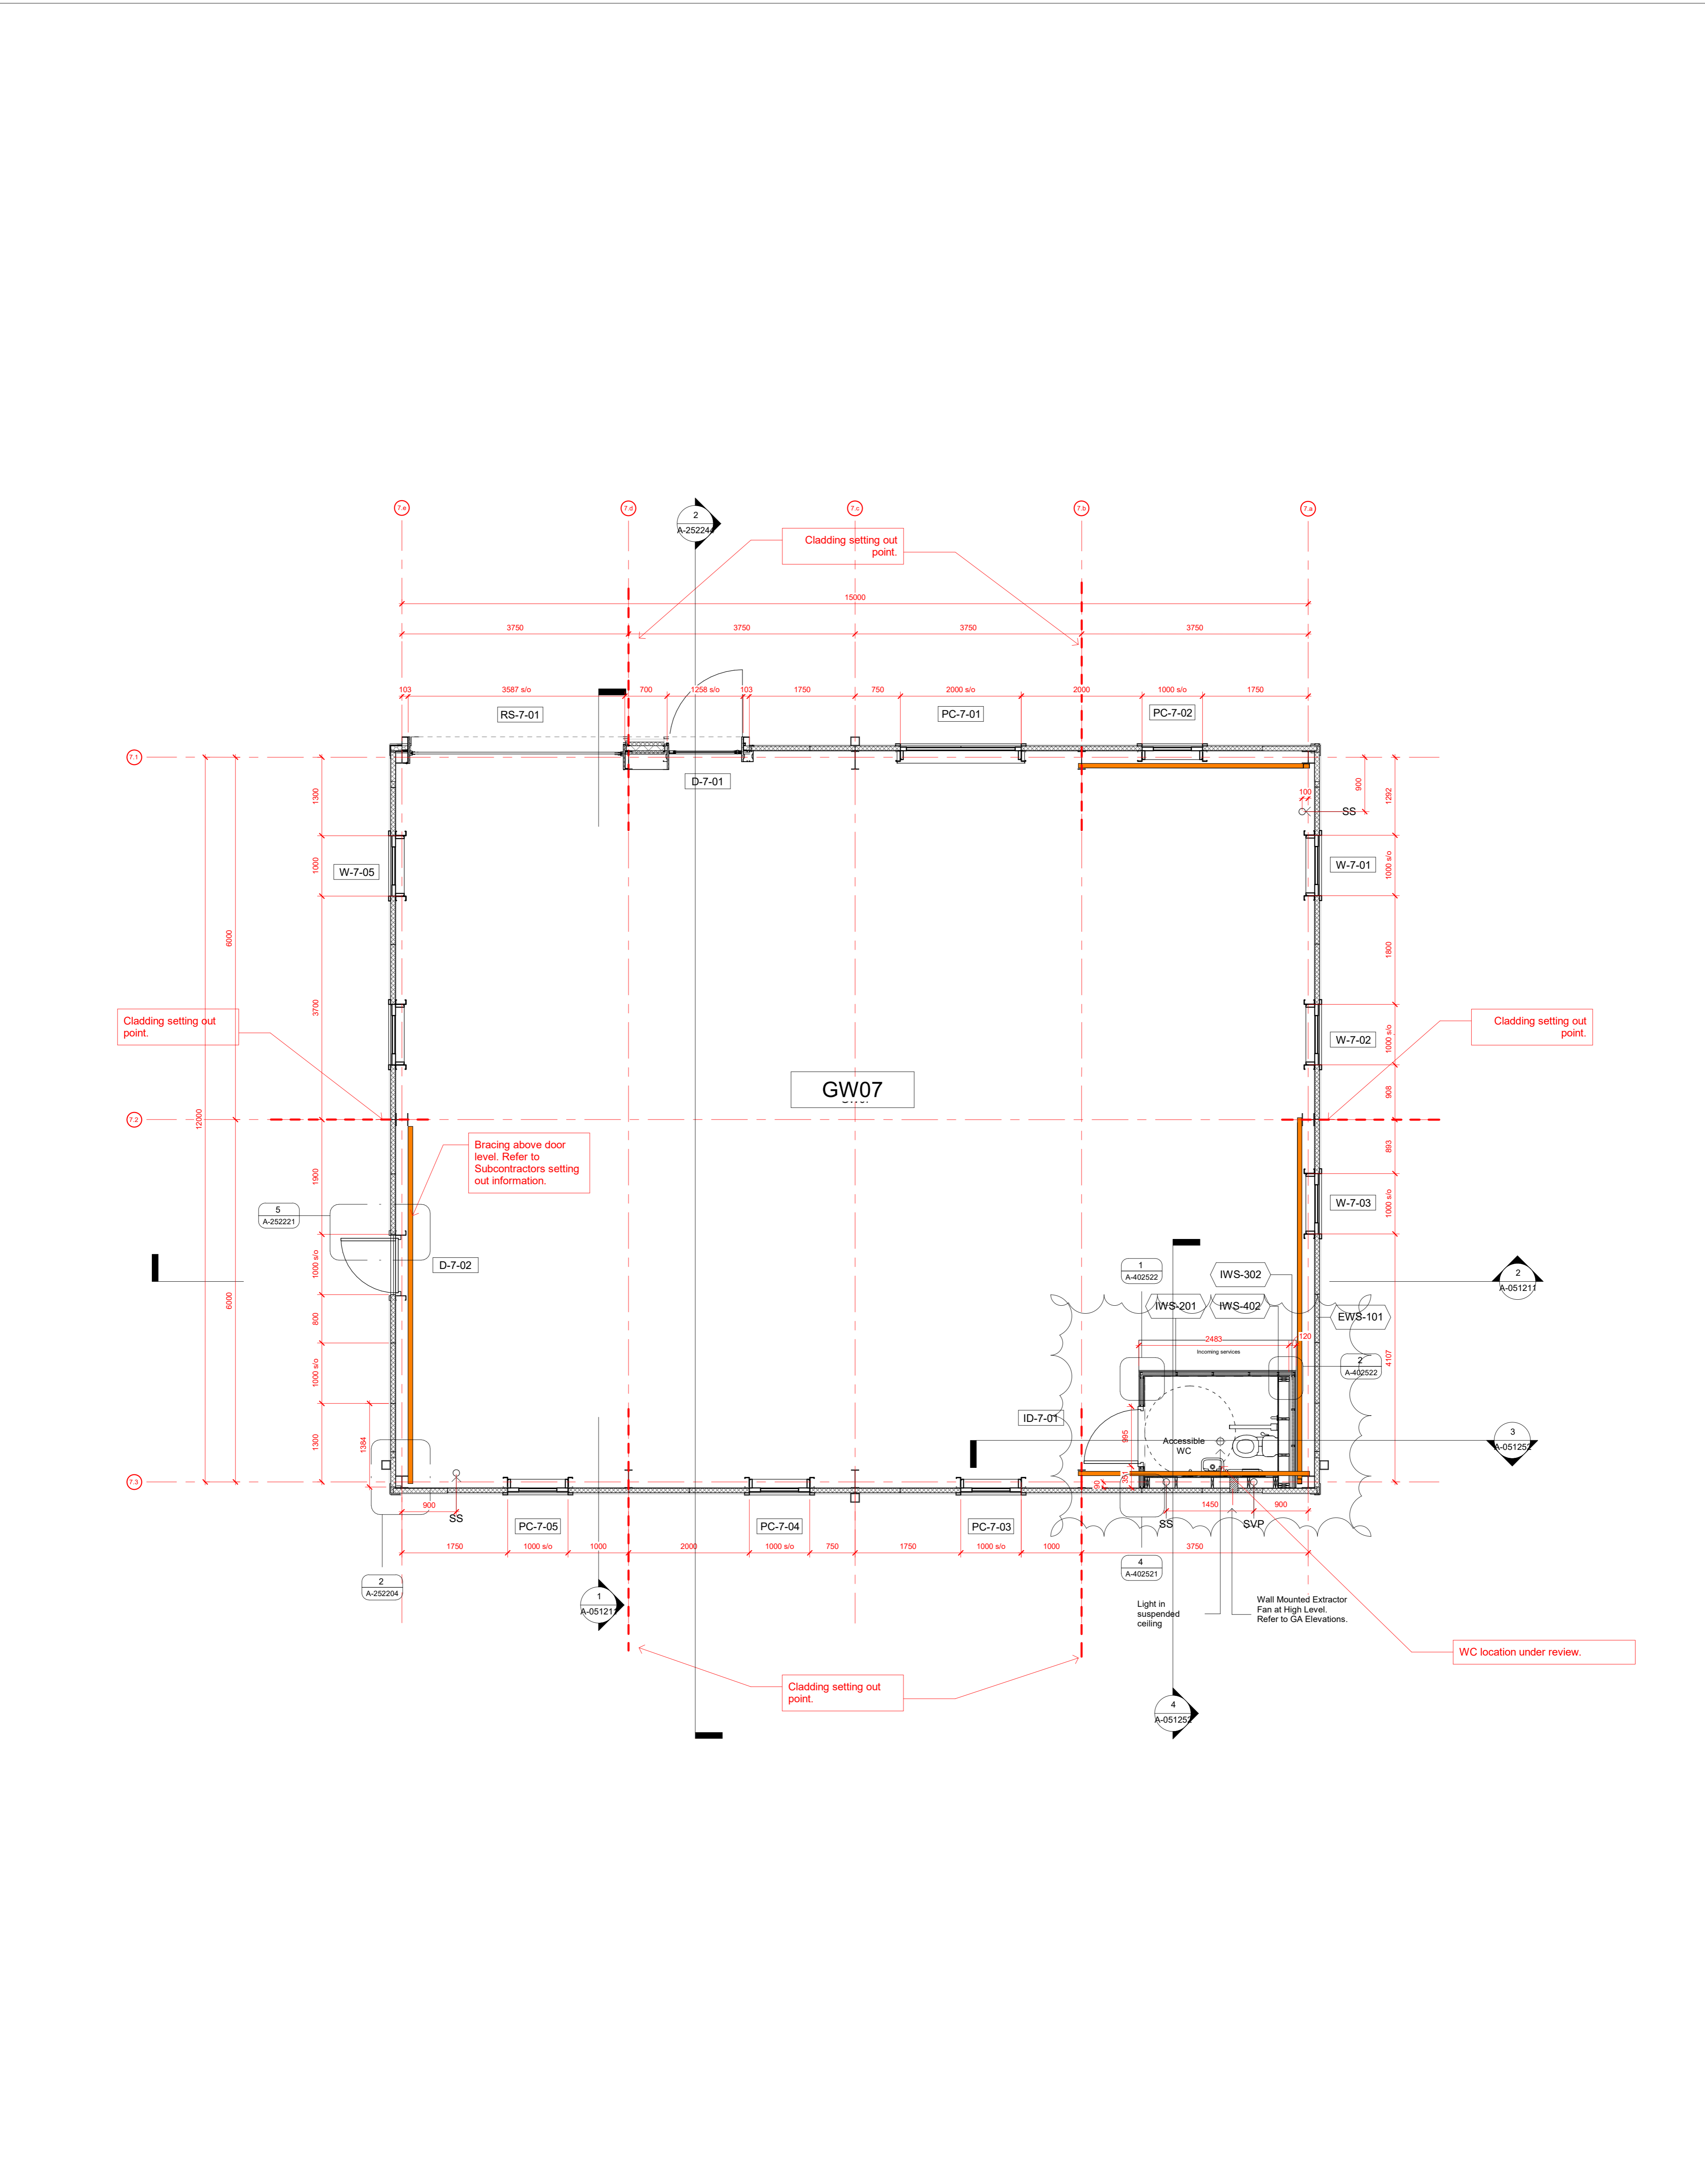 7.e
7.d
7.c
7.b
7.a
2
A-252244
Cladding setting out
point.
15000
3750
3750
3750
3750
103
3587 s/o
700
1258 s/o
103
1750
750
2000 s/o
2000
1000 s/o
1750
RS-7-01
PC-7-01
PC-7-02
7.1
D-7-01
1300
900
1292
100
SS
1000
W-7-05
W-7-01
1000 s/o
6000
1800
3700
Cladding setting out
point.
Cladding setting out
point.
W-7-02
1000 s/o
GW07
908
7.2
12000
Bracing above door
level. Refer to
Subcontractors setting
out information.
893
1900
5
A-252221
W-7-03
1000 s/o
D-7-02
1000 s/o
1
A-402522
IWS-302
2
A-051211
6000
IWS-201
IWS-402
EWS-101
800
2483
120
Incoming services
4107
2
A-402522
1000 s/o
ID-7-01
995
Accessible
WC
3
A-051252
1300
1384
7.3
381
90
900
SS
1450
900
SS
SVP
PC-7-05
PC-7-04
PC-7-03
1750
1000 s/o
1000
2000
1000 s/o
750
1750
1000 s/o
1000
3750
4
A-402521
2
A-252204
1
A-051211
Light in
suspended
ceiling
Wall Mounted Extractor
Fan at High Level.
Refer to GA Elevations.
WC location under review.
Cladding setting out
point.
4
A-051252